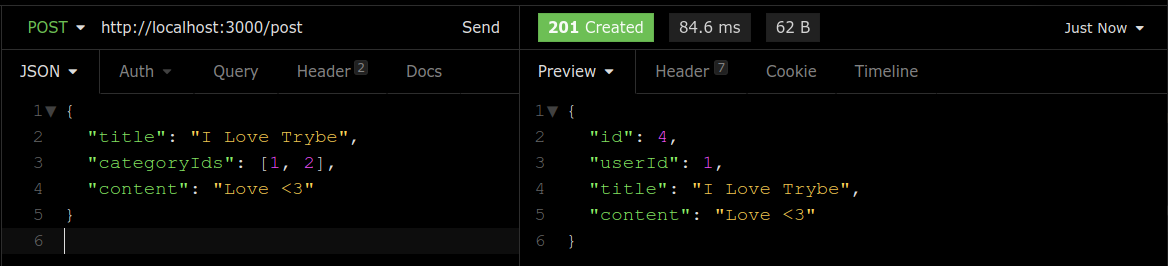 POST http://localhost:3000/post Send 201 Created 84.6 ms 62 B Just Now
JSON Auth Query Header 2 Docs Preview Header 7 Cookie Timeline
1 {
2 "title": "I Love Trybe",
3 "categoryIds": [1, 2],
4 "content": "Love <3"
5 }
6
1 {
2 "id": 4,
3 "userId": 1,
4 "title": "I Love Trybe",
5 "content": "Love <3"
6 }